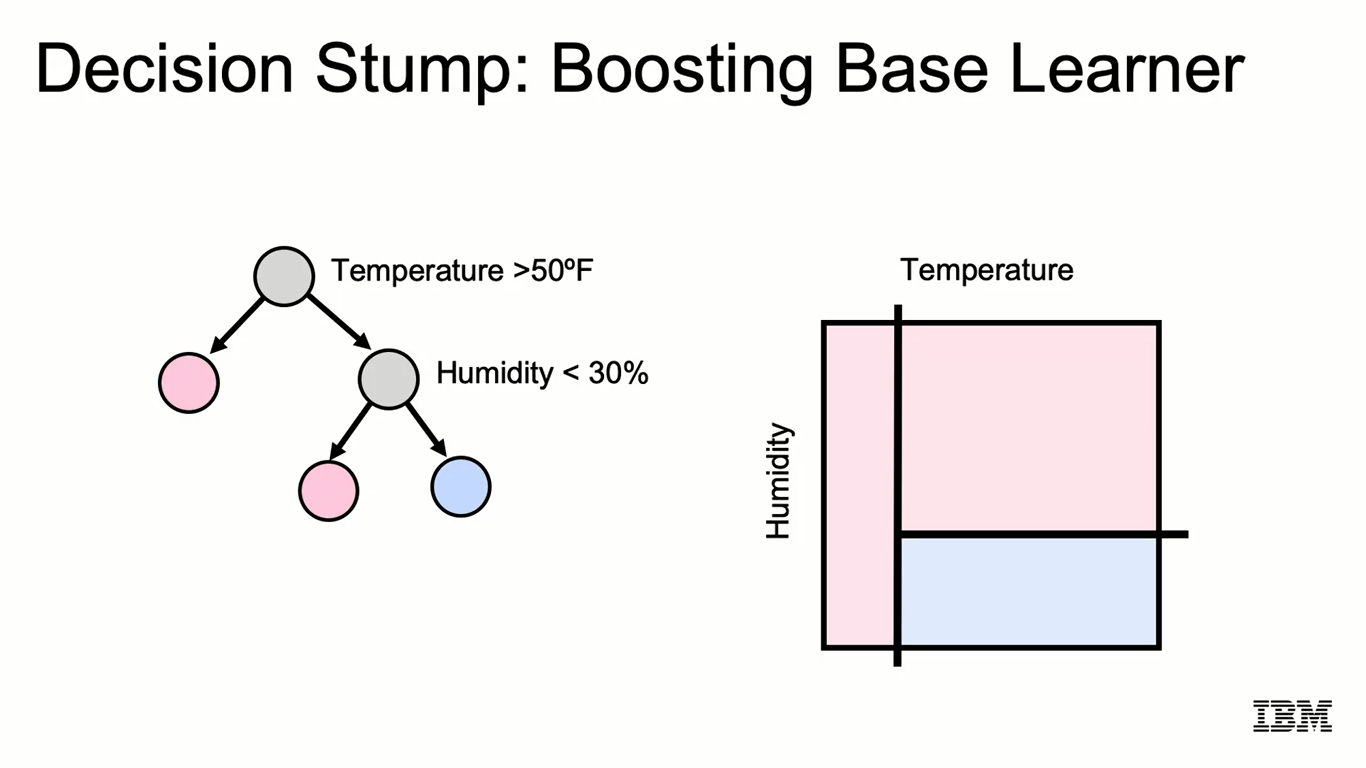 Decision Stump: Boosting Base Learner
Temperature >50ºF
Humidity < 30%
Temperature
Humidity
IBM